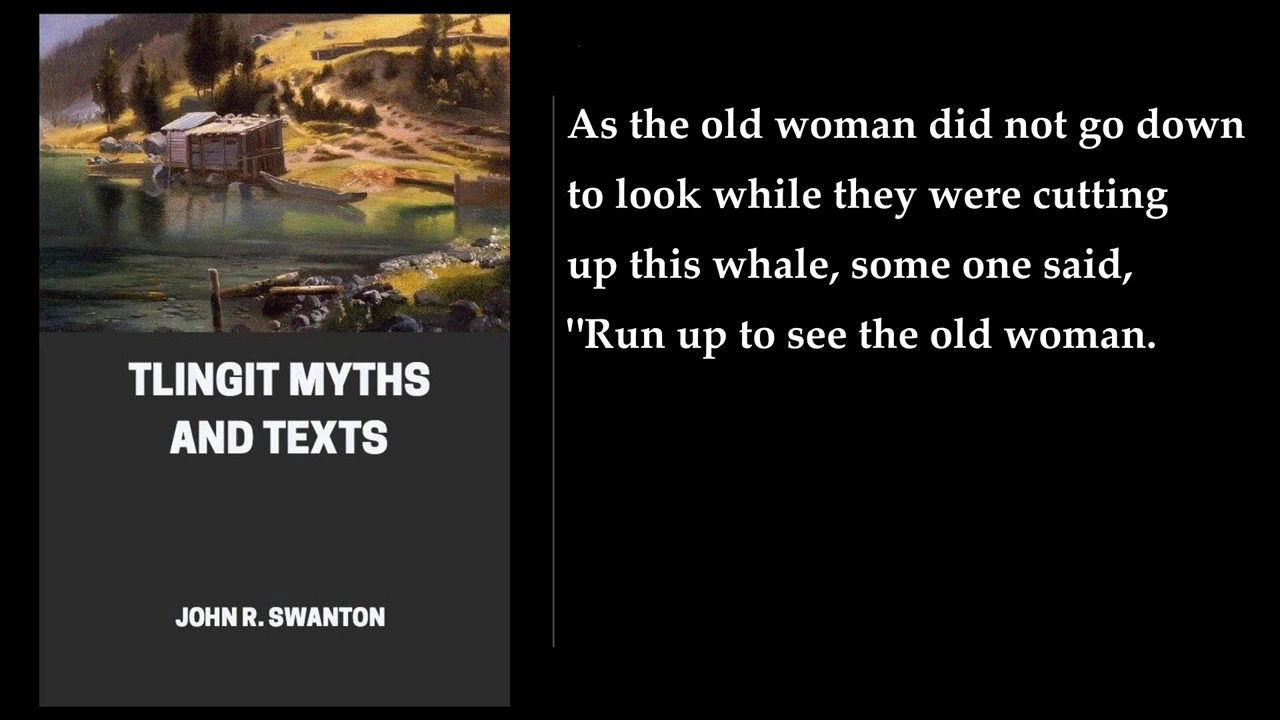 TLINGIT MYTHS
AND TEXTS
JOHN R. SWANTON
As the old woman did not go down
to look while they were cutting
up this whale, some one said,
"Run up to see the old woman.